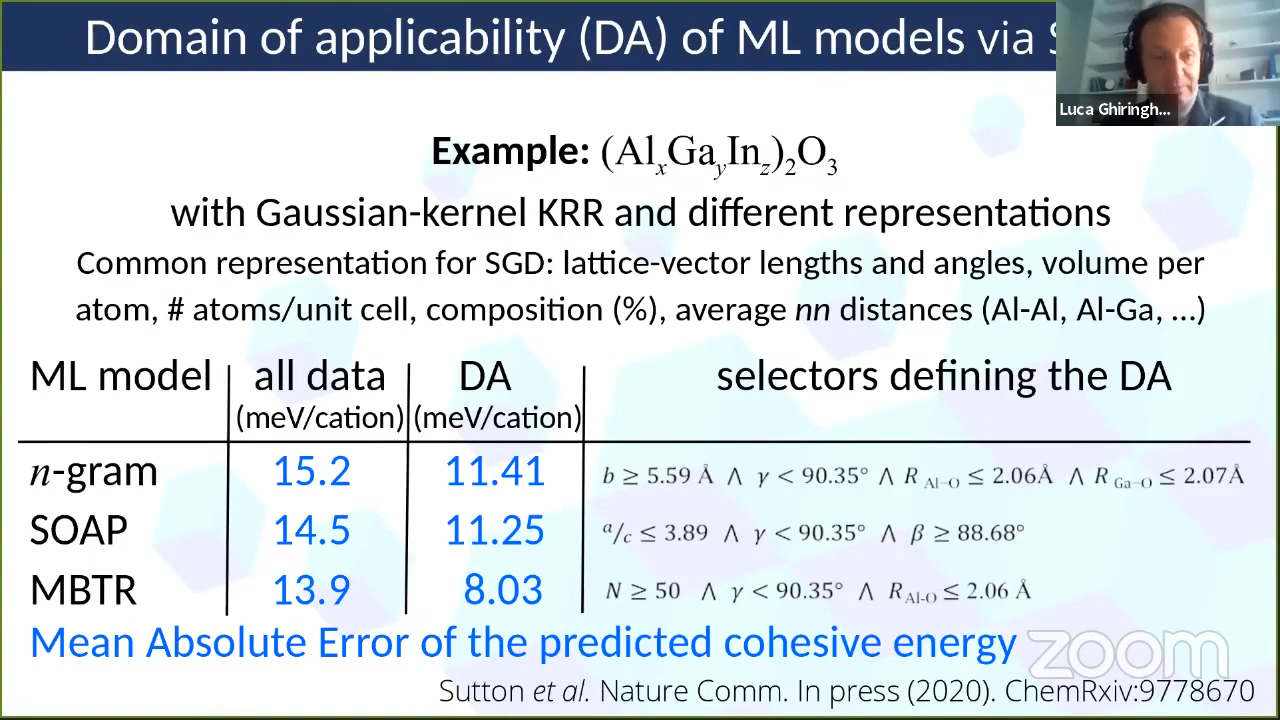 Domain of applicability (DA) of ML models via S
Luca Ghiringh...
Example: (AlₓGaᵧIn_z)₂O₃
with Gaussian-kernel KRR and different representations
Common representation for SGD: lattice-vector lengths and angles, volume per
atom, # atoms/unit cell, composition (%), average nn distances (Al-Al, Al-Ga, ...)
ML model all data DA selectors defining the DA
(meV/cation) (meV/cation)
n-gram 15.2 11.41 b ≥ 5.59 Å ∧ γ < 90.35° ∧ R Al–O ≤ 2.06Å ∧ R Ga–O ≤ 2.07Å
SOAP 14.5 11.25 a/c ≤ 3.89 ∧ γ < 90.35° ∧ β ≥ 88.68°
MBTR 13.9 8.03 N ≥ 50 ∧ γ < 90.35° ∧ R Al-O ≤ 2.06 Å
Mean Absolute Error of the predicted cohesive energy
zoom
Sutton et al. Nature Comm. In press (2020). ChemRxiv:9778670